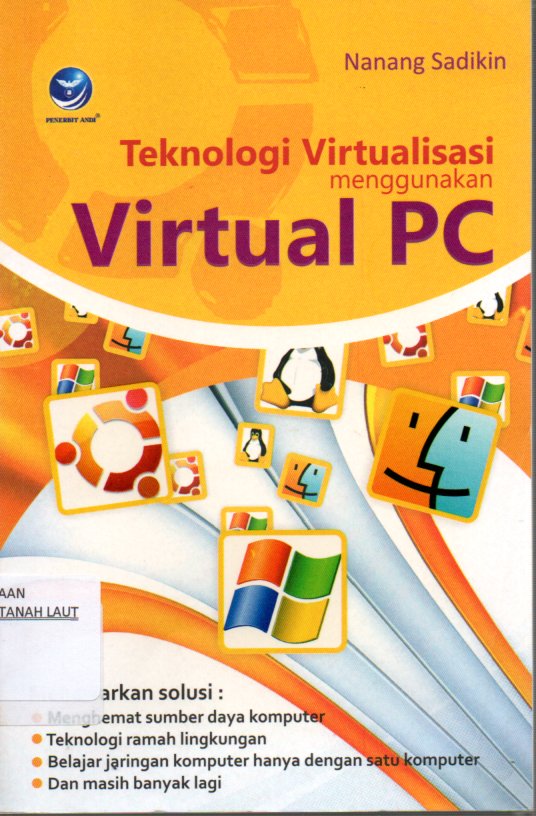 Nanang Sadikin
PENERBIT ANDI®
Teknologi Virtualisasi
menggunakan
Virtual PC
AAN
TANAH LAUT
arkan solusi :
Menghemat sumber daya komputer
Teknologi ramah lingkungan
Belajar jaringan komputer hanya dengan satu komputer
Dan masih banyak lagi